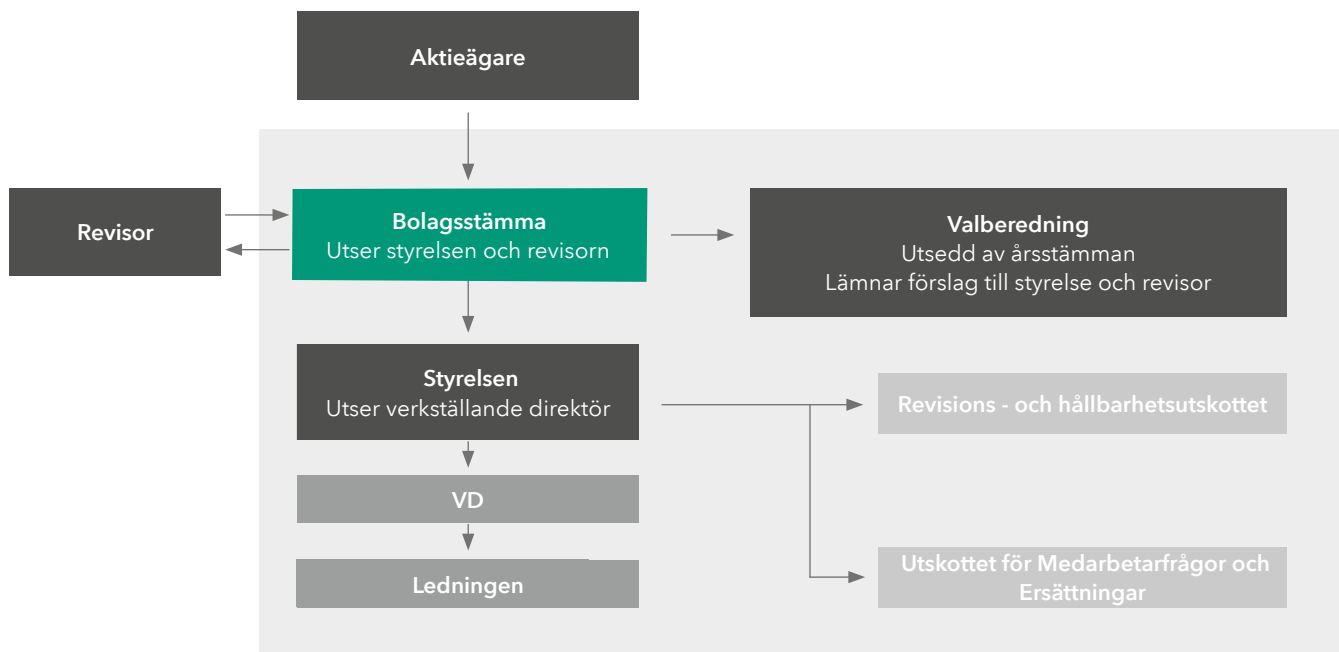 Aktieägare
Revisor
Bolagsstämma
Utser styrelsen och revisorn
Valberedning
Utsedd av årsstämman
Lämnar förslag till styrelse och revisor
Styrelsen
Utser verkställande direktör
Revisions - och hållbarhetsutskottet
VD
Ledningen
Utskottet för Medarbetarfrågor och
Ersättningar